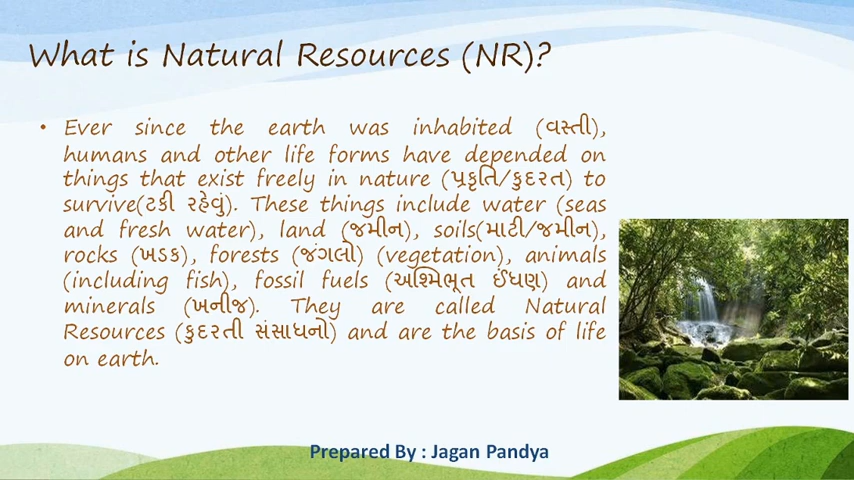 What is Natural Resources (NR)?
• Ever since the earth was inhabited (વસ્તી),
humans and other life forms have depended on
things that exist freely in nature (પ્રકૃતિ/કુદરત) to
survive(ટકી રહેવું). These things include water (seas
and fresh water), land (જમીન), soils(માટી/જમીન),
rocks (ખડક), forests (જંગલો) (vegetation), animals
(including fish), fossil fuels (અશ્મિભૂત ઈંધણ) and
minerals (ખનીજ). They are called Natural
Resources (કુદરતી સંસાધનો) and are the basis of life
on earth.
Prepared By : Jagan Pandya